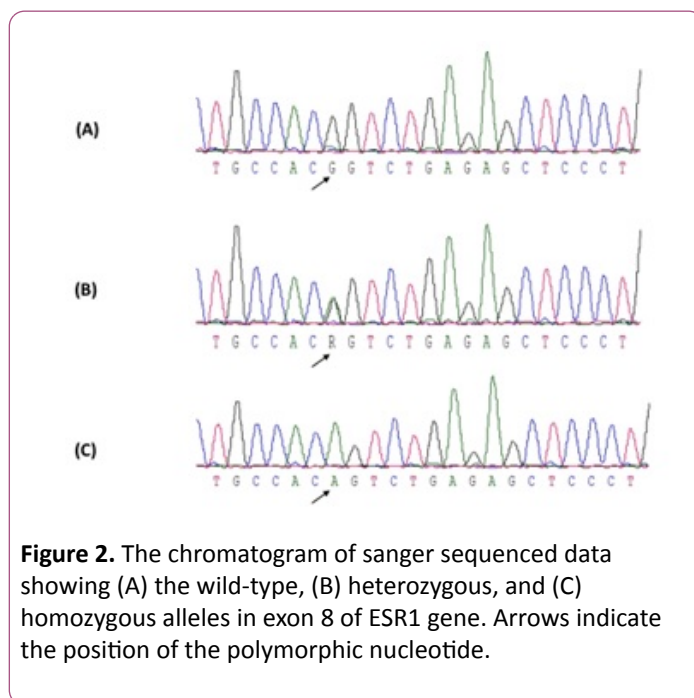 (A)
T G C C A C G G T C T G A G A G C T C C C T
(B)
T G C C A C R G T C T G A G A G C T C C C T
(C)
T G C C A C A G T C T G A G A G C T C C C T
Figure 2. The chromatogram of sanger sequenced data
showing (A) the wild-type, (B) heterozygous, and (C)
homozygous alleles in exon 8 of ESR1 gene. Arrows indicate
the position of the polymorphic nucleotide.